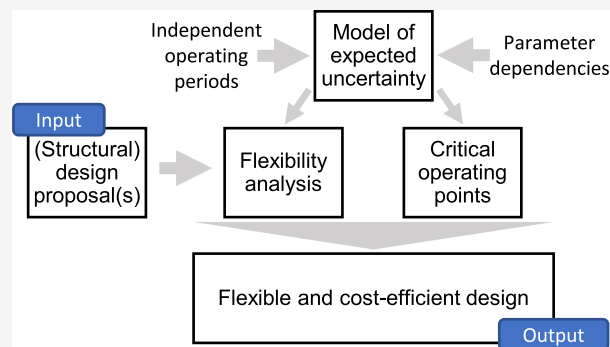 Independent
operating
periods
Model of
expected
uncertainty
Parameter
dependencies
Input
(Structural)
design
proposal(s)
Flexibility
analysis
Critical
operating
points
Flexible and cost-efficient design
Output